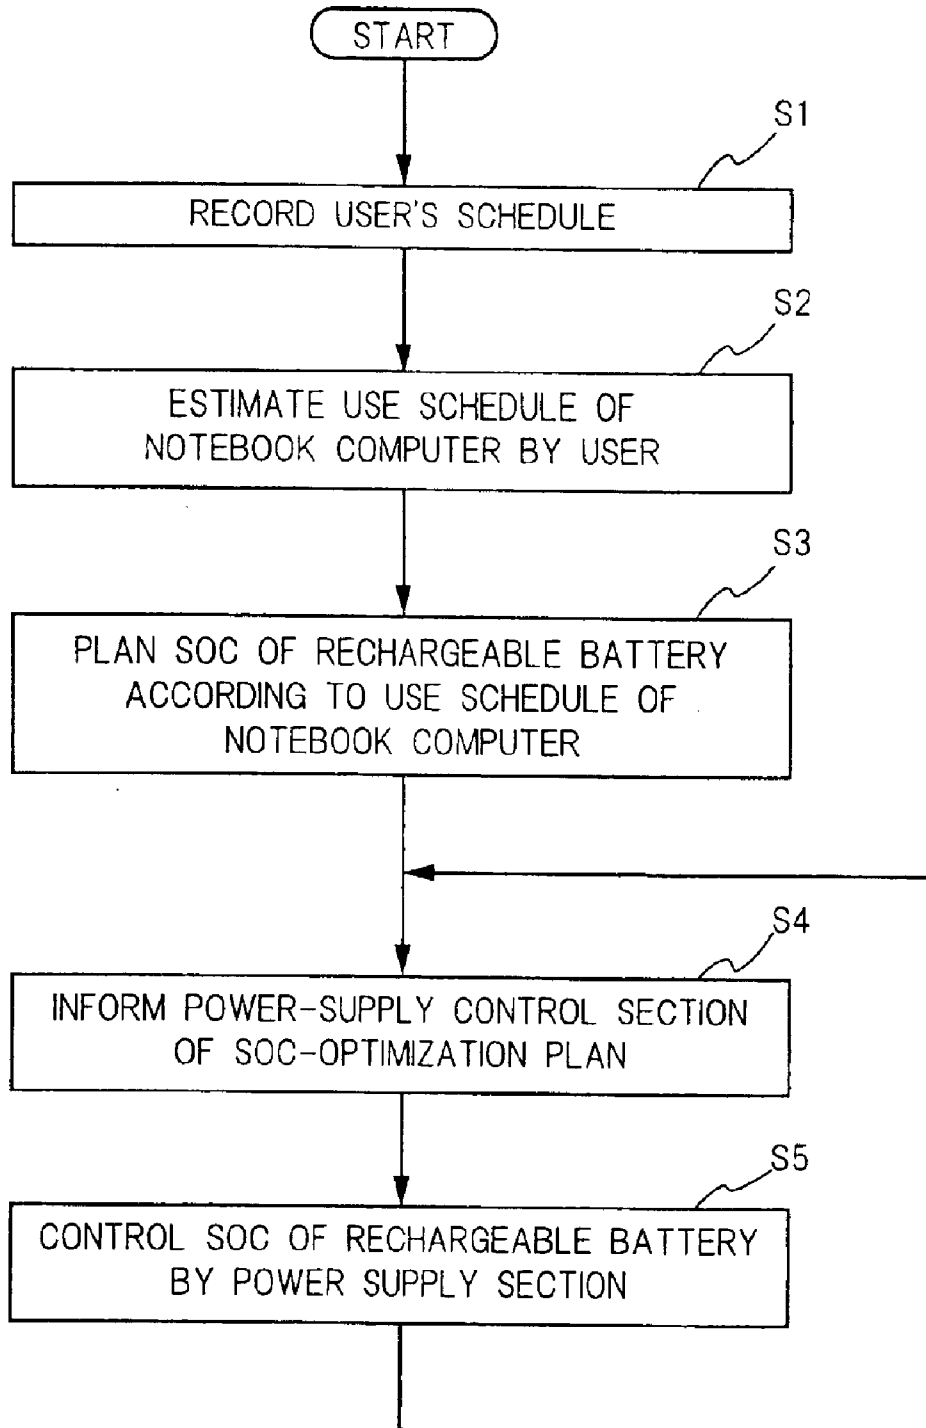 START
S1
RECORD USER'S SCHEDULE
S2
ESTIMATE USE SCHEDULE OF
NOTEBOOK COMPUTER BY USER
S3
PLAN SOC OF RECHARGEABLE BATTERY
ACCORDING TO USE SCHEDULE OF
NOTEBOOK COMPUTER
S4
INFORM POWER-SUPPLY CONTROL SECTION
OF SOC-OPTIMIZATION PLAN
S5
CONTROL SOC OF RECHARGEABLE BATTERY
BY POWER SUPPLY SECTION